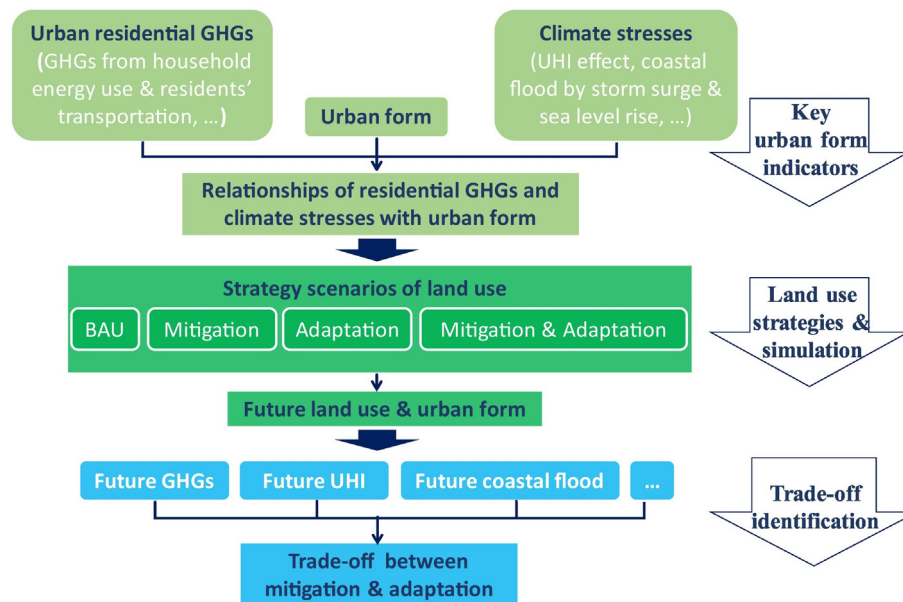 Urban residential GHGs
(GHGs from household
energy use & residents’
transportation, ...)
Urban form
Climate stresses
(UHI effect, coastal
flood by storm surge &
sea level rise, ...)
Key
urban form
indicators
Relationships of residential GHGs and
climate stresses with urban form
Strategy scenarios of land use
BAU
Mitigation
Adaptation
Mitigation & Adaptation
Land use
strategies &
simulation
Future land use & urban form
Future GHGs
Future UHI
Future coastal flood
...
Trade-off
identification
Trade-off between
mitigation & adaptation